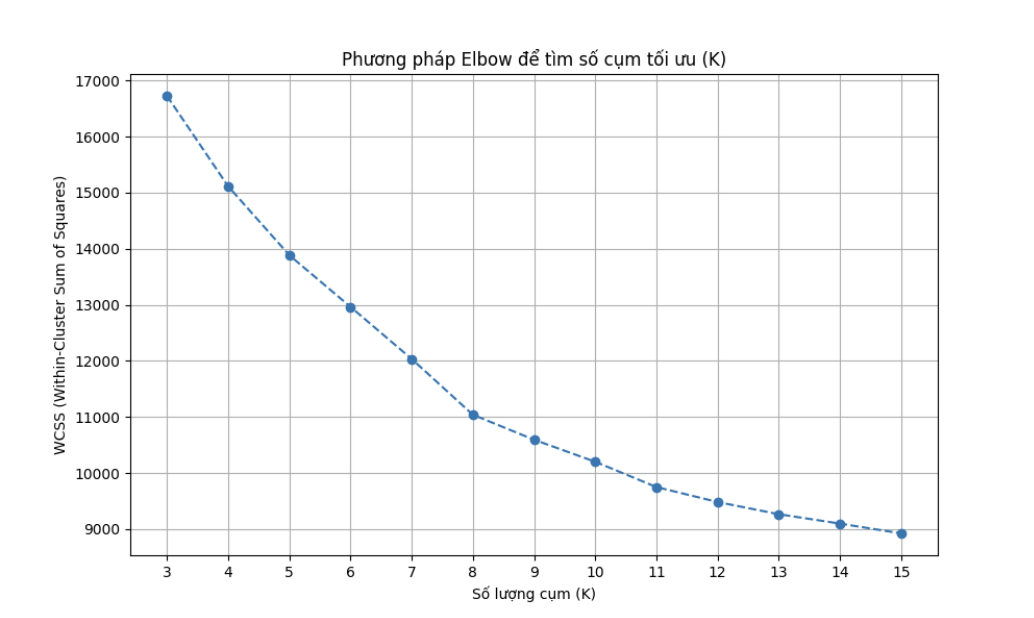 Phương pháp Elbow để tìm số cụm tối ưu (K)
WCSS (Within-Cluster Sum of Squares)
17000
16000
15000
14000
13000
12000
11000
10000
9000
3 4 5 6 7 8 9 10 11 12 13 14 15
Số lượng cụm (K)